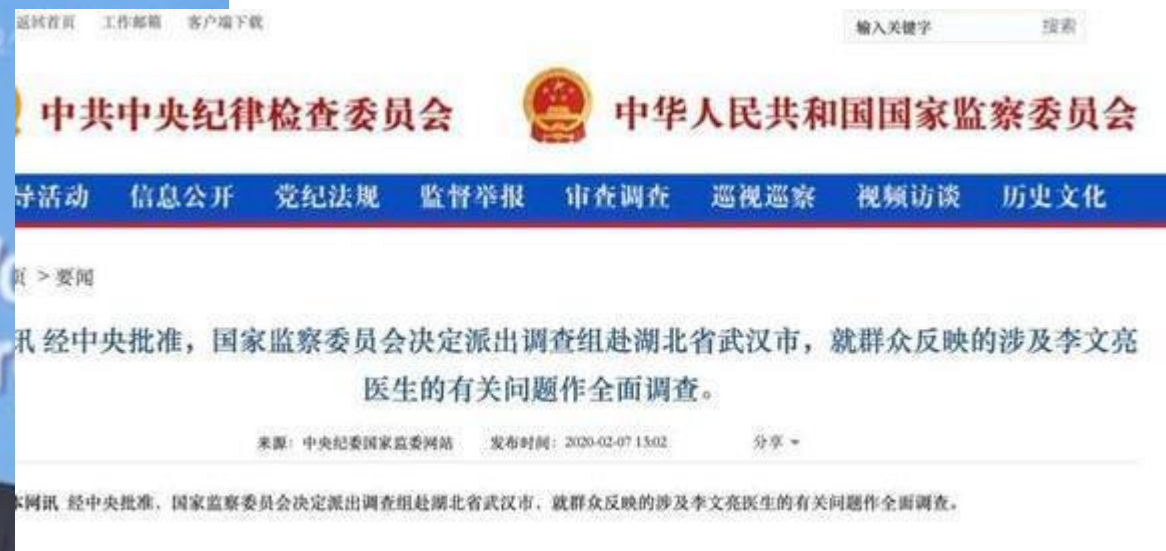 返回首页 工作邮箱 客户端下载 输入关键字 搜索
中共中央纪律检查委员会 中华人民共和国国家监察委员会
导活动 信息公开 党纪法规 监督举报 审查调查 巡视巡察 视频访谈 历史文化
页 > 要闻
讯 经中央批准，国家监察委员会决定派出调查组赴湖北省武汉市，就群众反映的涉及李文亮
医生的有关问题作全面调查。
来源：中央纪委国家监委网站 发布时间：2020-02-07 13:02 分享
本网讯 经中央批准，国家监察委员会决定派出调查组赴湖北省武汉市，就群众反映的涉及李文亮医生的有关问题作全面调查。